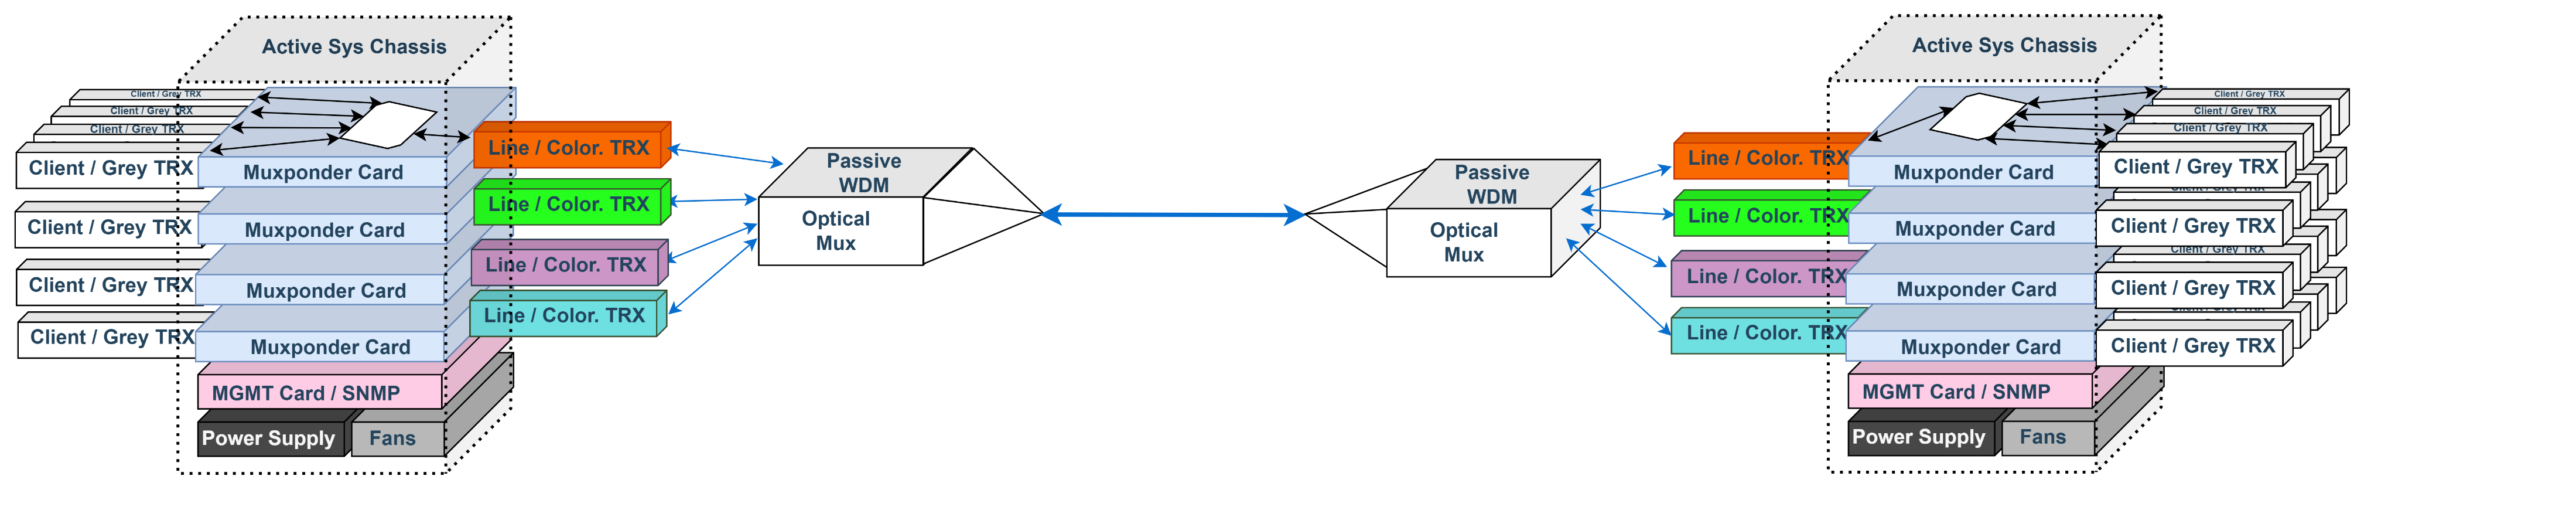 Active Sys Chassis
Client / Grey TRX
Client / Grey TRX
Client / Grey TRX
Client / Grey TRX
Client / Grey TRX
Client / Grey TRX
Client / Grey TRX
Muxponder Card
Muxponder Card
Muxponder Card
Muxponder Card
MGMT Card / SNMP
Power Supply
Fans
Line / Color. TRX
Line / Color. TRX
Line / Color. TRX
Line / Color. TRX
Passive
WDM
Optical
Mux
Passive
WDM
Optical
Mux
Line / Color. TRX
Line / Color. TRX
Line / Color. TRX
Line / Color. TRX
Active Sys Chassis
Muxponder Card
Muxponder Card
Muxponder Card
Muxponder Card
MGMT Card / SNMP
Power Supply
Fans
Client / Grey TRX
Client / Grey TRX
Client / Grey TRX
Client / Grey TRX
Client / Grey TRX
Client / Grey TRX
Client / Grey TRX